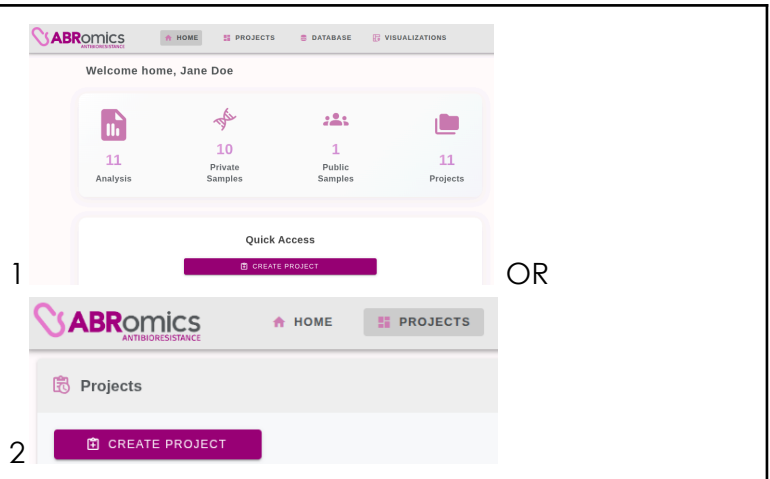 ABRomics
ANTIBIORESISTANCE
HOME PROJECTS DATABASE VISUALIZATIONS
Welcome home, Jane Doe
11 10 1 11
Analysis Private Samples Public Samples Projects
Quick Access
1 CREATE PROJECT OR
ABRomics
ANTIBIORESISTANCE
HOME PROJECTS
Projects
2 CREATE PROJECT